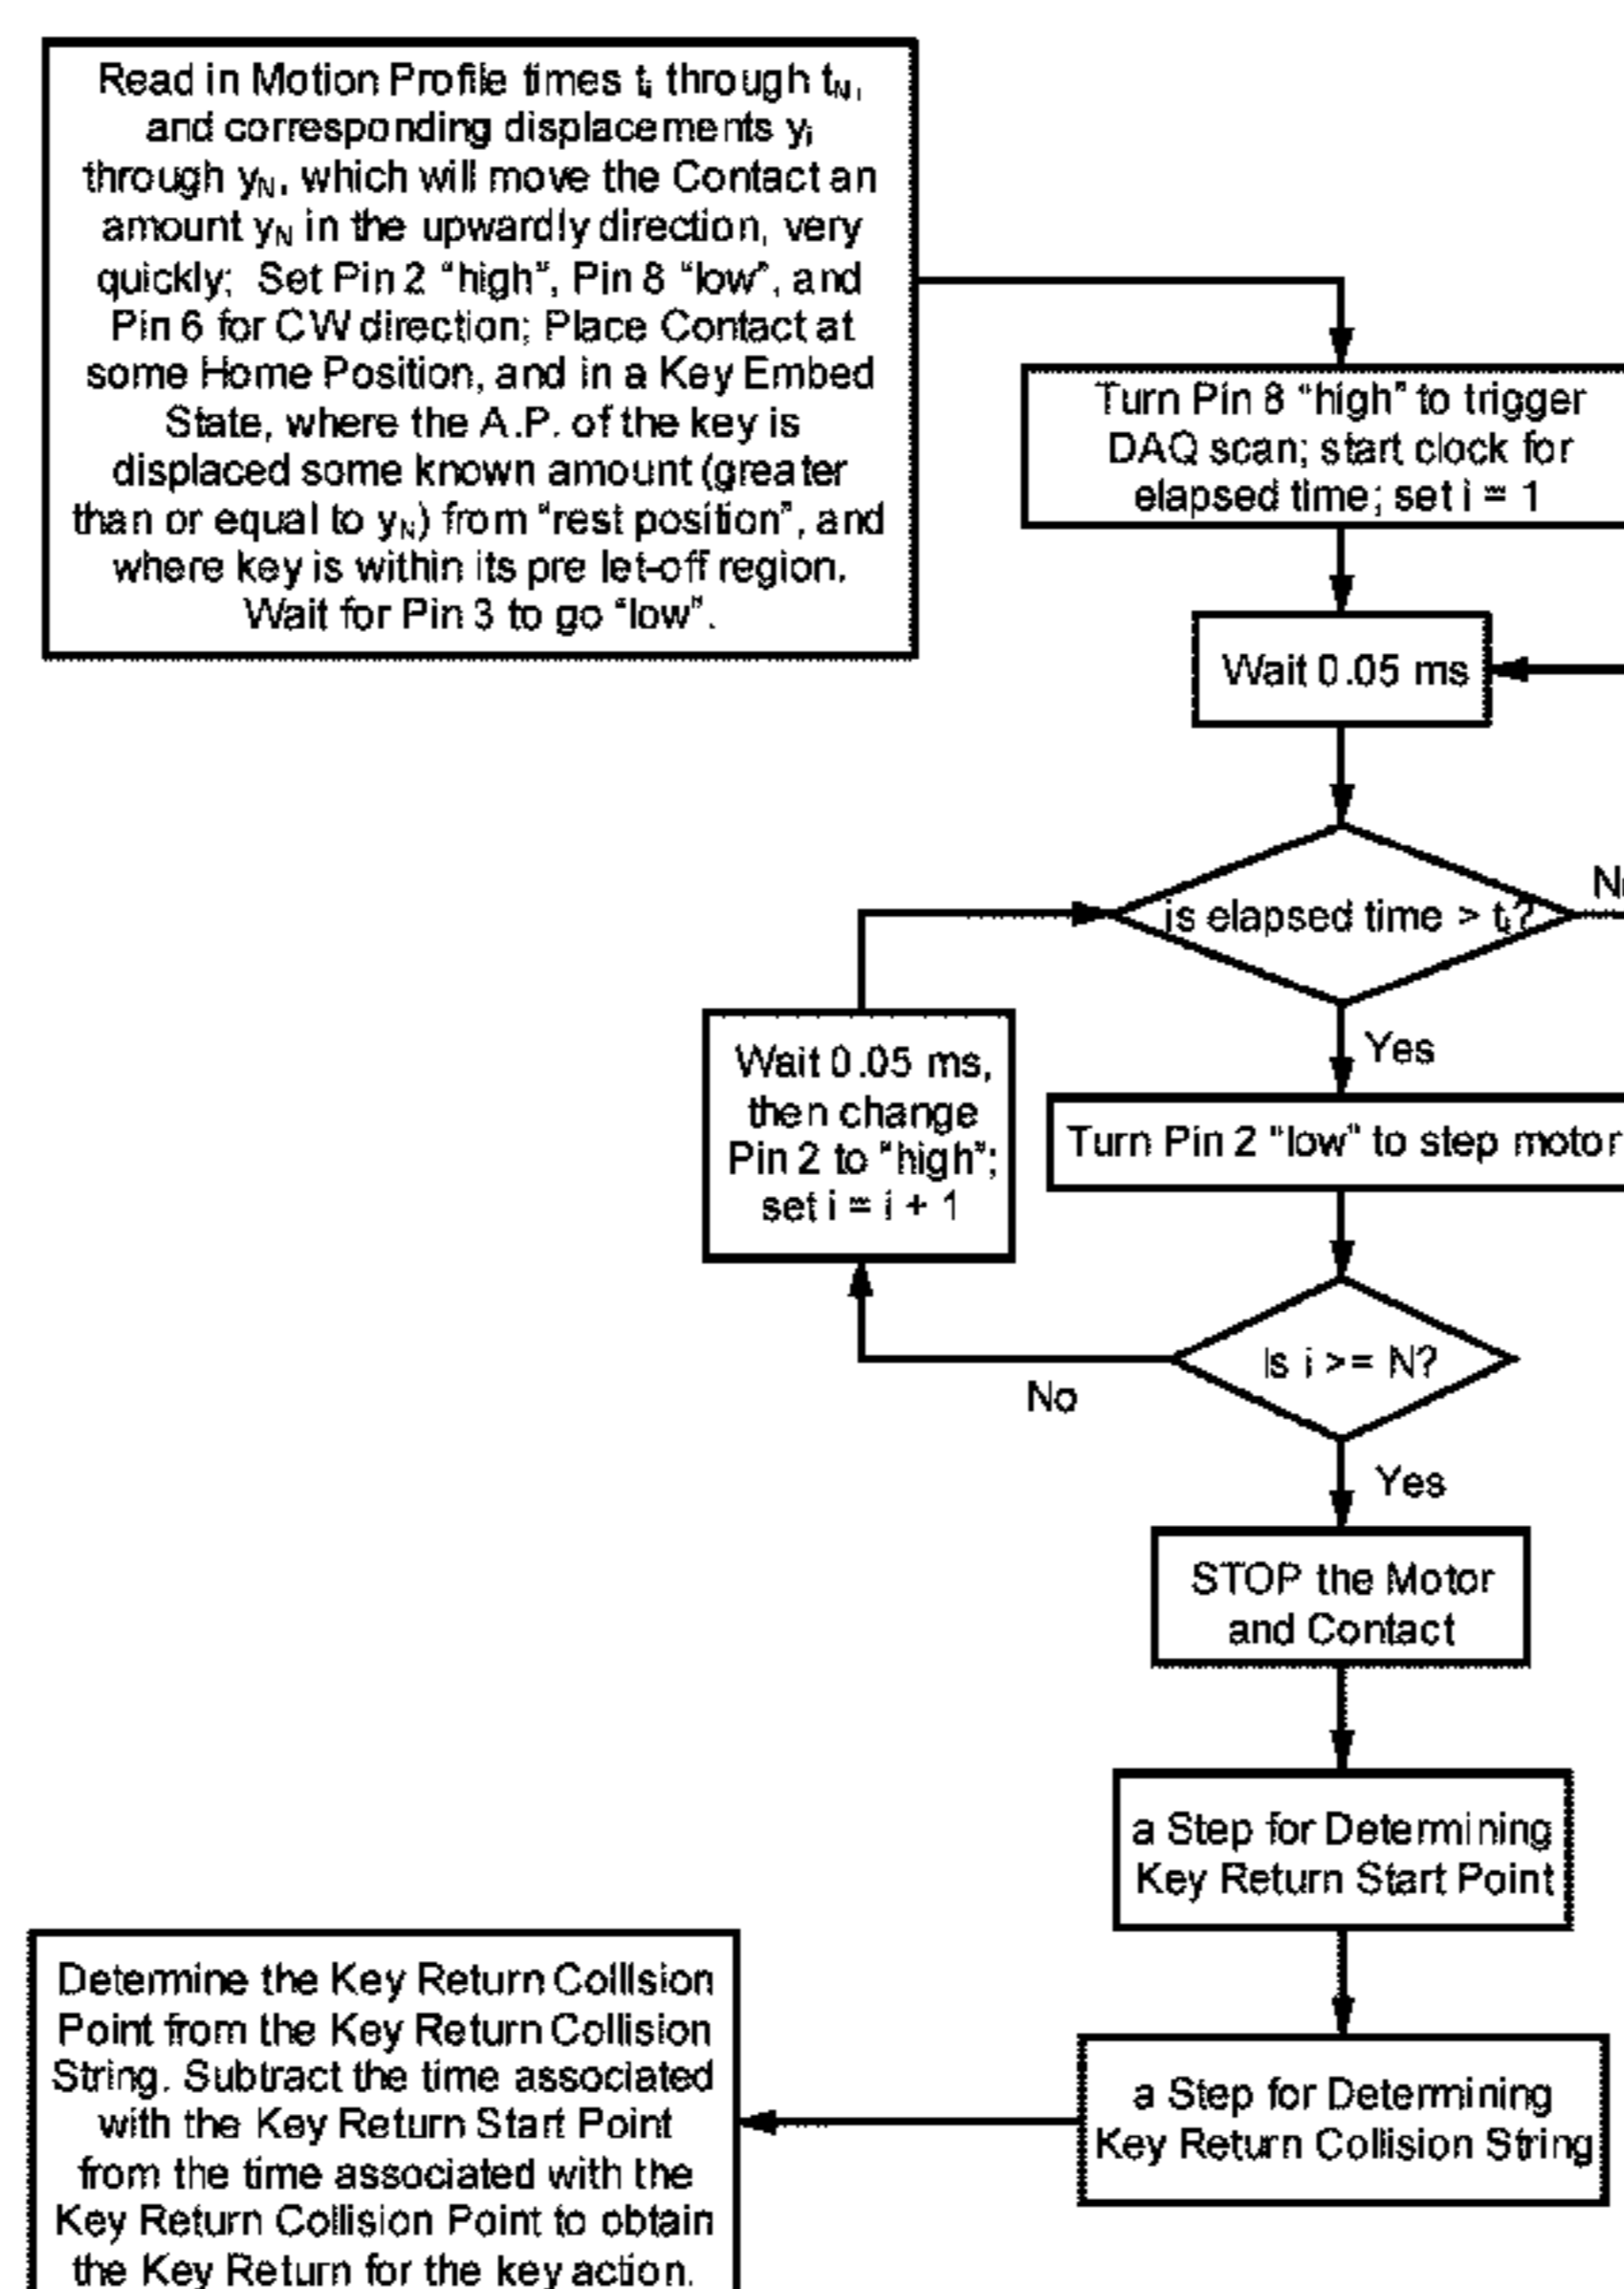 Read in Motion Profile times tᵢ through t_N,
and corresponding displacements yᵢ
through y_N, which will move the Contact an
amount y_N in the upwardly direction, very
quickly; Set Pin 2 "high", Pin 8 "low", and
Pin 6 for CW direction; Place Contact at
some Home Position, and in a Key Embed
State, where the A.P. of the key is
displaced some known amount (greater
than or equal to y_N) from "rest position", and
where key is within its pre let-off region.
Wait for Pin 3 to go "low".
Turn Pin 8 "high" to trigger
DAQ scan; start clock for
elapsed time; set i = 1
Wait 0.05 ms
is elapsed time > tᵢ?
Yes
Wait 0.05 ms,
then change
Pin 2 to "high";
set i = i + 1
Turn Pin 2 "low" to step motor
Is i >= N?
No
Yes
STOP the Motor
and Contact
a Step for Determining
Key Return Start Point
a Step for Determining
Key Return Collision String
Determine the Key Return Collision
Point from the Key Return Collision
String. Subtract the time associated
with the Key Return Start Point
from the time associated with the
Key Return Collision Point to obtain
the Key Return for the key action.